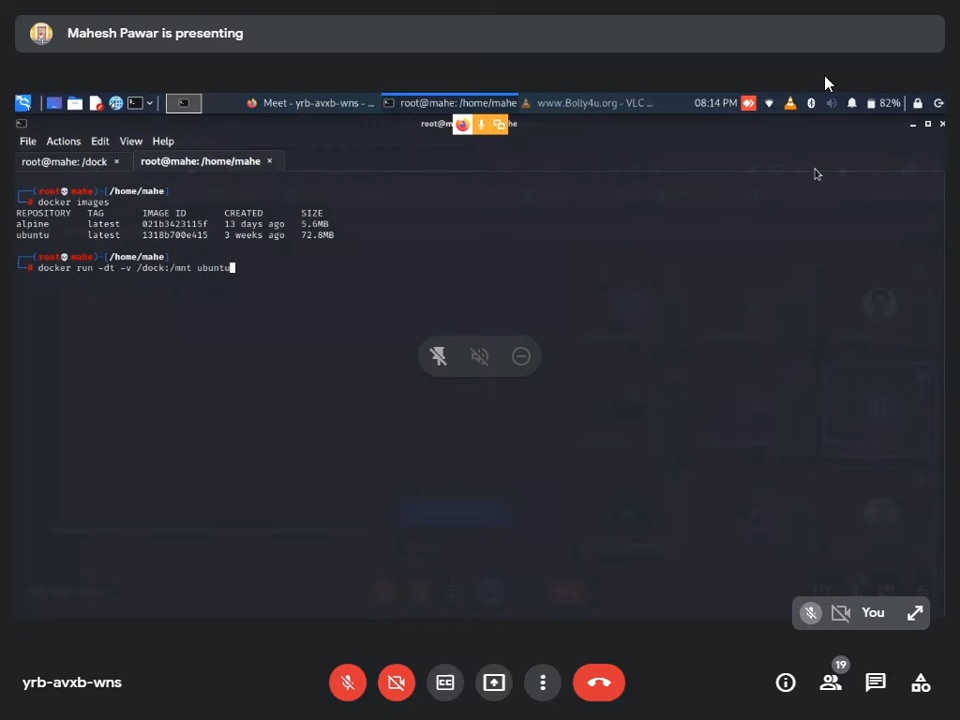 Mahesh Pawar is presenting
Meet - yrb-avxb-wns - ... root@mahe: /home/mahe www.Bolly4u.org - VLC ... 08:14 PM 82%
root@m he
File Actions Edit View Help
root@mahe: /dock × root@mahe: /home/mahe ×
┌──(root💀mahe)-[/home/mahe]
└─# docker images
REPOSITORY TAG IMAGE ID CREATED SIZE
alpine latest 021b3423115f 13 days ago 5.6MB
ubuntu latest 1318b700e415 3 weeks ago 72.8MB
┌──(root💀mahe)-[/home/mahe]
└─# docker run -dt -v /dock:/mnt ubuntu
You
19
yrb-avxb-wns
CC